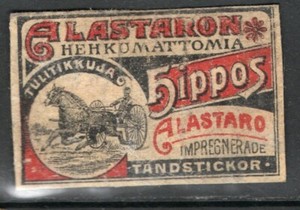 ALASTARON
HEHKUMATTOMIA
TULITIKKUJA
Hippos
ALASTARO
IMPREGNERADE
TÄNDSTICKOR